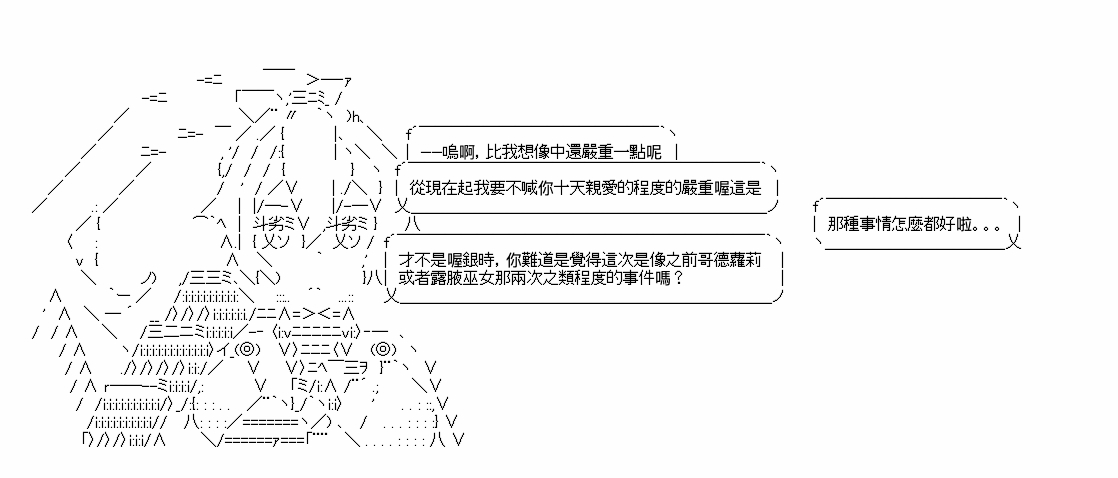 ——嗚啊，比我想像中還嚴重一點呢
從現在起我要不喊你十天親愛的程度的嚴重喔這是
那種事情怎麼都好啦。。。
才不是喔銀時，你難道是覺得這次是像之前哥德蘿莉
或者露腋巫女那兩次之類程度的事件嗎？